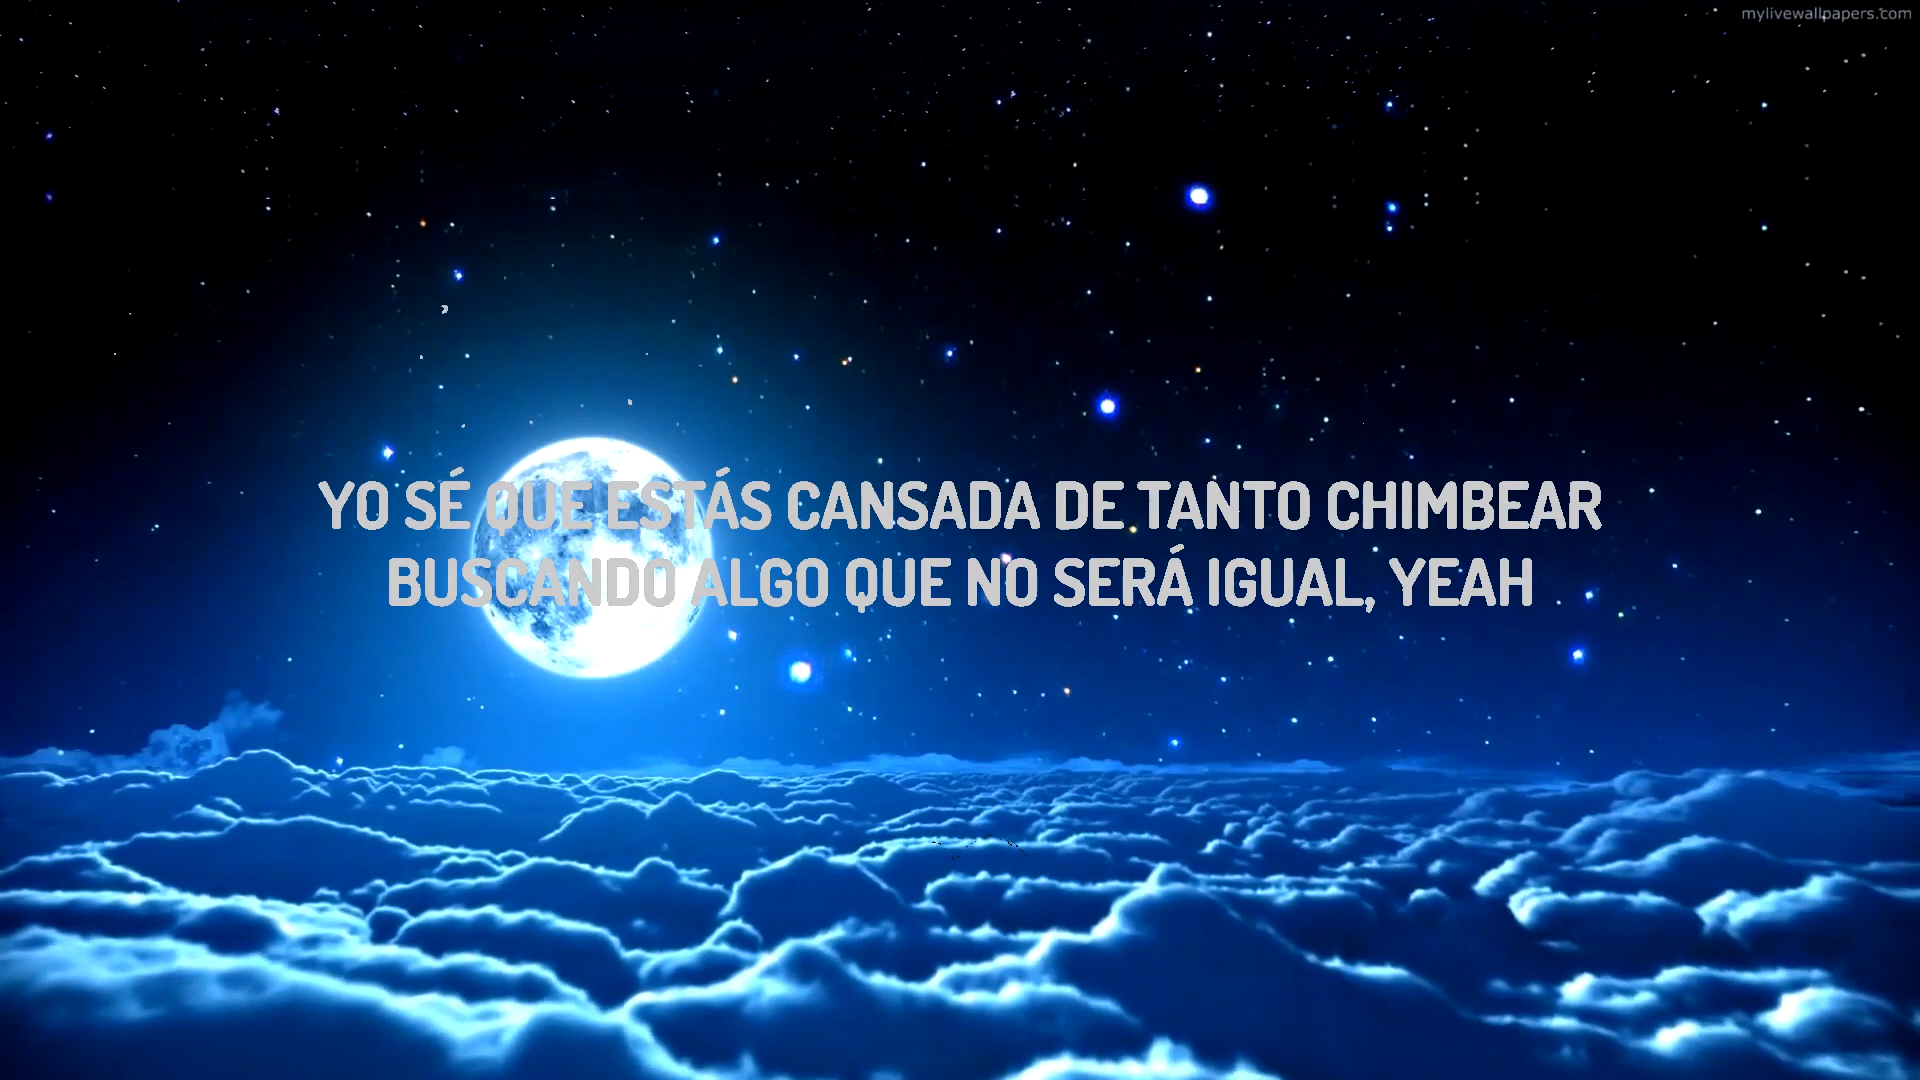 mylivewallpapers.com
YO SÉ QUE ESTÁS CANSADA DE TANTO CHIMBEAR
BUSCANDO ALGO QUE NO SERÁ IGUAL, YEAH